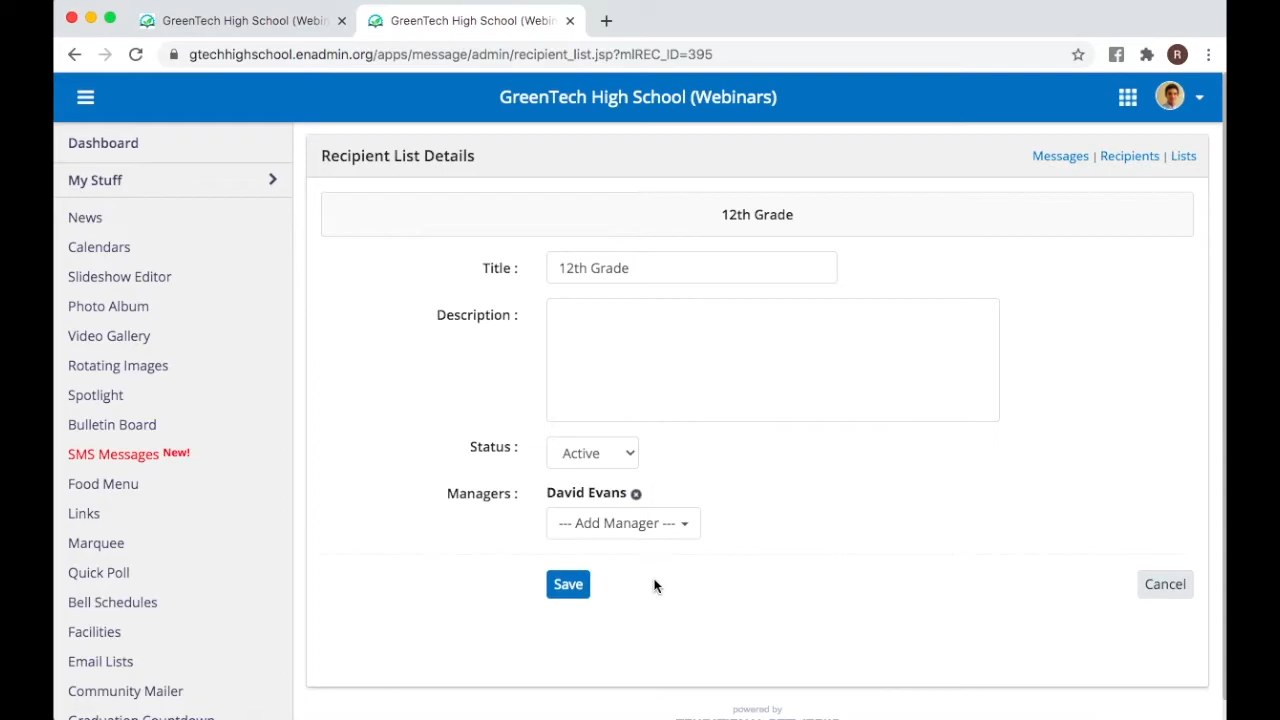 GreenTech High School (Webin
GreenTech High School (Webin
gtechhighschool.enadmin.org/apps/message/admin/recipient_list.jsp?mlREC_ID=395
R
GreenTech High School (Webinars)
Dashboard
My Stuff
News
Calendars
Slideshow Editor
Photo Album
Video Gallery
Rotating Images
Spotlight
Bulletin Board
SMS Messages New!
Food Menu
Links
Marquee
Quick Poll
Bell Schedules
Facilities
Email Lists
Community Mailer
Graduation Countdown
Recipient List Details
Messages | Recipients | Lists
12th Grade
Title : 12th Grade
Description :
Status : Active
Managers : David Evans
--- Add Manager ---
Save
Cancel
powered by